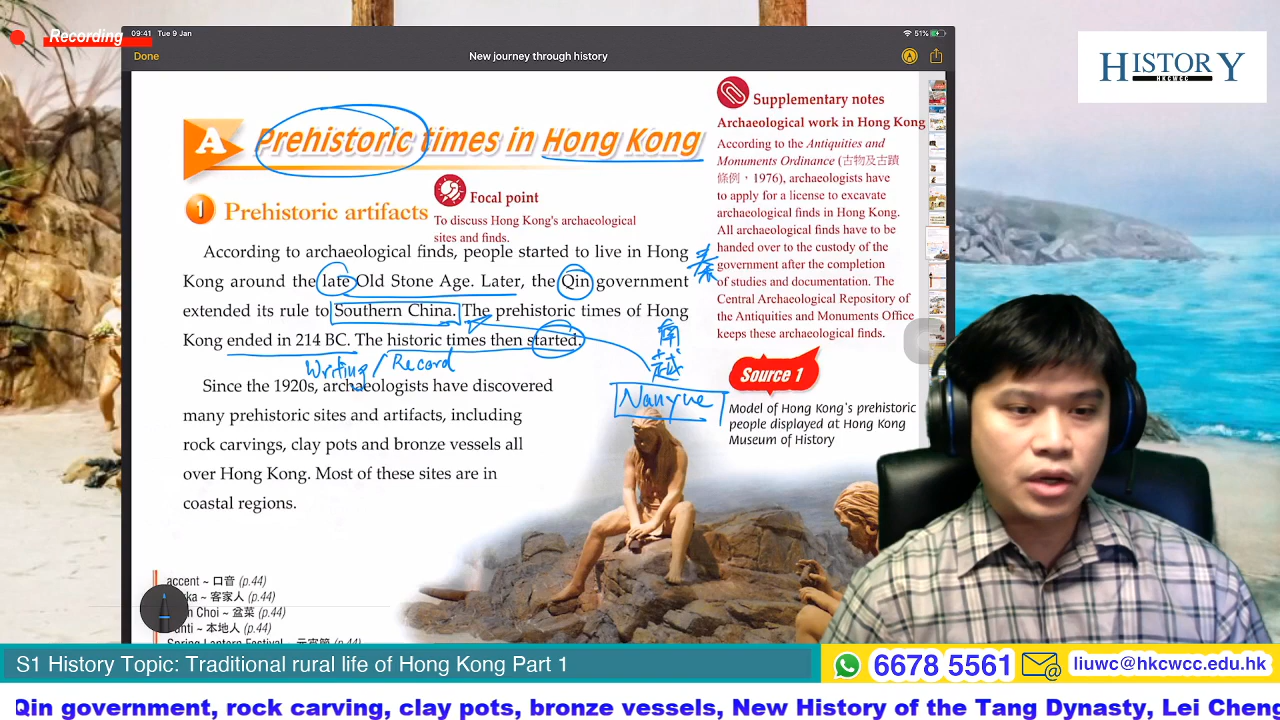 Recording
09:41 Tue 9 Jan
51%
Done
New journey through history
HISTORY
HKCWCC
A Prehistoric times in Hong Kong
1 Prehistoric artifacts
Focal point
To discuss Hong Kong's archaeological
sites and finds.
According to archaeological finds, people started to live in Hong
Kong around the late Old Stone Age. Later, the Qin government
extended its rule to Southern China. The prehistoric times of Hong
Kong ended in 214 BC. The historic times then started.
秦
Writing / Record
南
越
Nanyue
Since the 1920s, archaeologists have discovered
many prehistoric sites and artifacts, including
rock carvings, clay pots and bronze vessels all
over Hong Kong. Most of these sites are in
coastal regions.
Supplementary notes
Archaeological work in Hong Kong
According to the Antiquities and
Monuments Ordinance (古物及古蹟
條例, 1976), archaeologists have
to apply for a license to excavate
archaeological finds in Hong Kong.
All archaeological finds have to be
handed over to the custody of the
government after the completion
of studies and documentation. The
Central Archaeological Repository of
the Antiquities and Monuments Office
keeps these archaeological finds.
Source 1
Model of Hong Kong's prehistoric
people displayed at Hong Kong
Museum of History
accent ~ 口音 (p.44)
~ 客家人 (p.44)
Choi ~ 盆菜 (p.44)
~ 本地人 (p.44)
Spring Lantern Festival ~ 元宵節 (p.44)
S1 History Topic: Traditional rural life of Hong Kong Part 1
6678 5561
liuwc@hkcwcc.edu.hk
Qin government, rock carving, clay pots, bronze vessels, New History of the Tang Dynasty, Lei Cheng